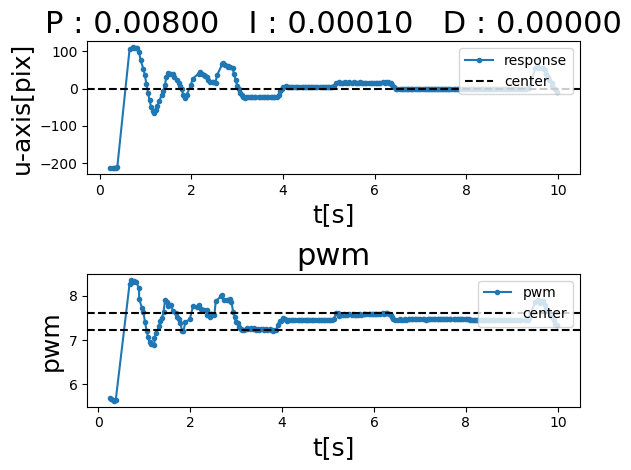 P : 0.00800 I : 0.00010 D : 0.00000
u-axis[pix]
100
0
−100
−200
response
center
0 2 4 6 8 10
t[s]
pwm
pwm
8
7
6
pwm
center
0 2 4 6 8 10
t[s]